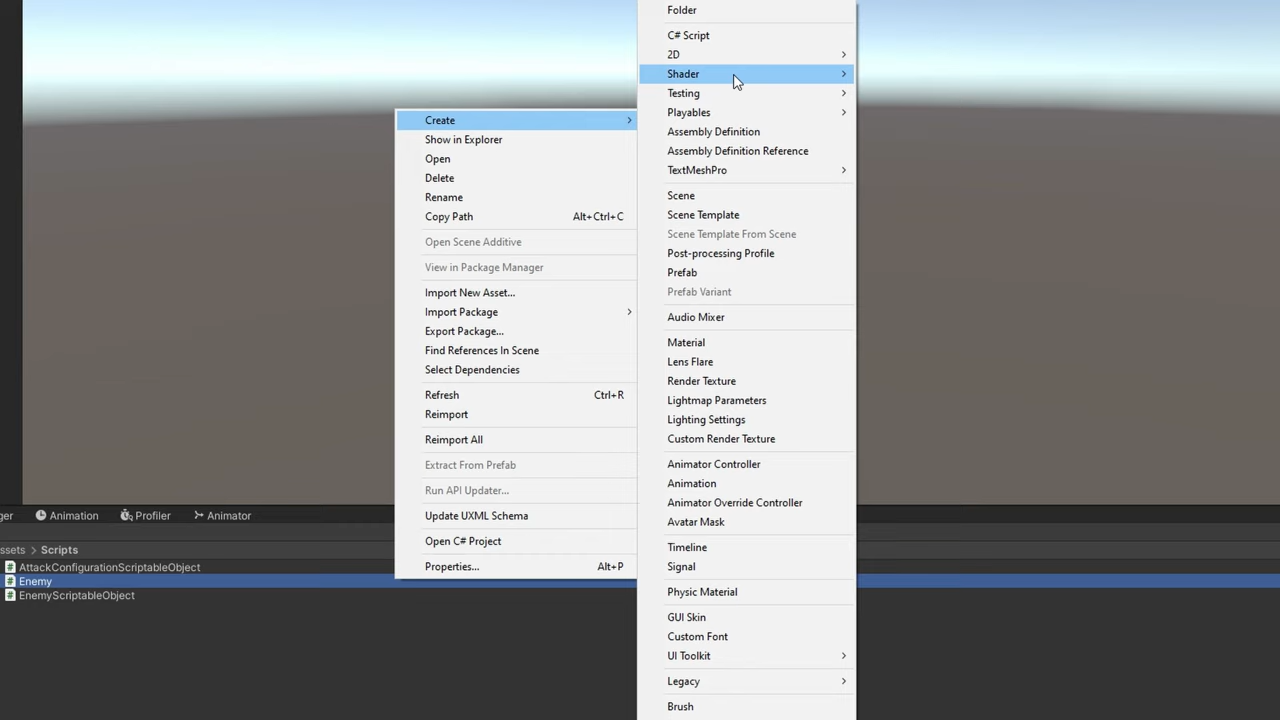 Folder
C# Script
2D
Shader
Testing
Playables
Assembly Definition
Assembly Definition Reference
TextMeshPro
Scene
Scene Template
Scene Template From Scene
Post-processing Profile
Prefab
Prefab Variant
Audio Mixer
Material
Lens Flare
Render Texture
Lightmap Parameters
Lighting Settings
Custom Render Texture
Animator Controller
Animation
Animator Override Controller
Avatar Mask
Timeline
Signal
Physic Material
GUI Skin
Custom Font
UI Toolkit
Legacy
Brush
Create
Show in Explorer
Open
Delete
Rename
Copy Path Alt+Ctrl+C
Open Scene Additive
View in Package Manager
Import New Asset...
Import Package
Export Package...
Find References In Scene
Select Dependencies
Refresh Ctrl+R
Reimport
Reimport All
Extract From Prefab
Run API Updater...
Update UXML Schema
Open C# Project
Properties... Alt+P
ger Animation Profiler Animator
ssets > Scripts
# AttackConfigurationScriptableObject
# Enemy
# EnemyScriptableObject